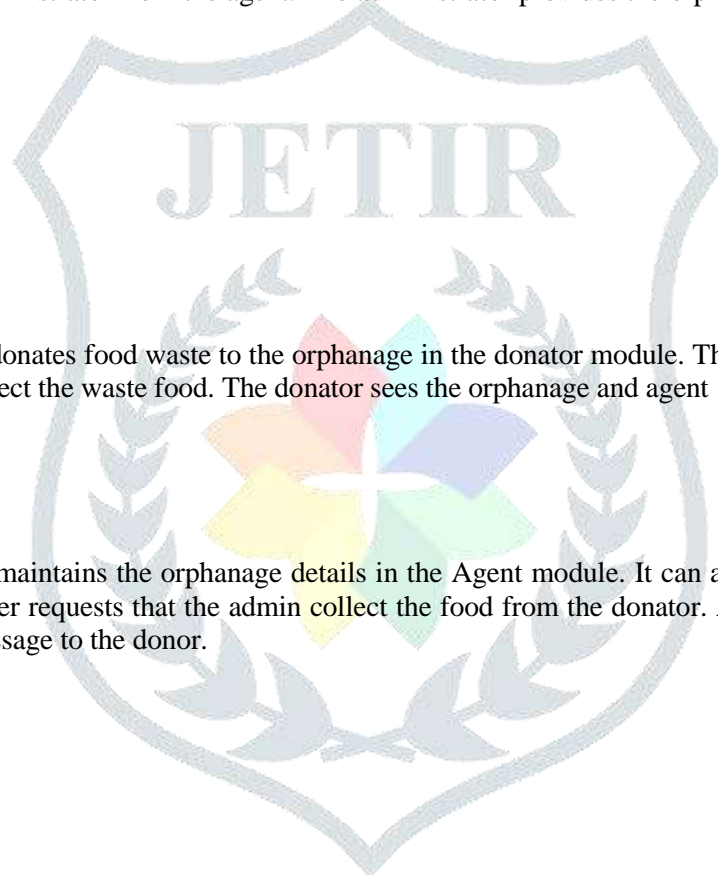 JETIR
donates food waste to the orphanage in the donator module. Th
ect the waste food. The donator sees the orphanage and agent
maintains the orphanage details in the Agent module. It can a
er requests that the admin collect the food from the donator.
ssage to the donor.